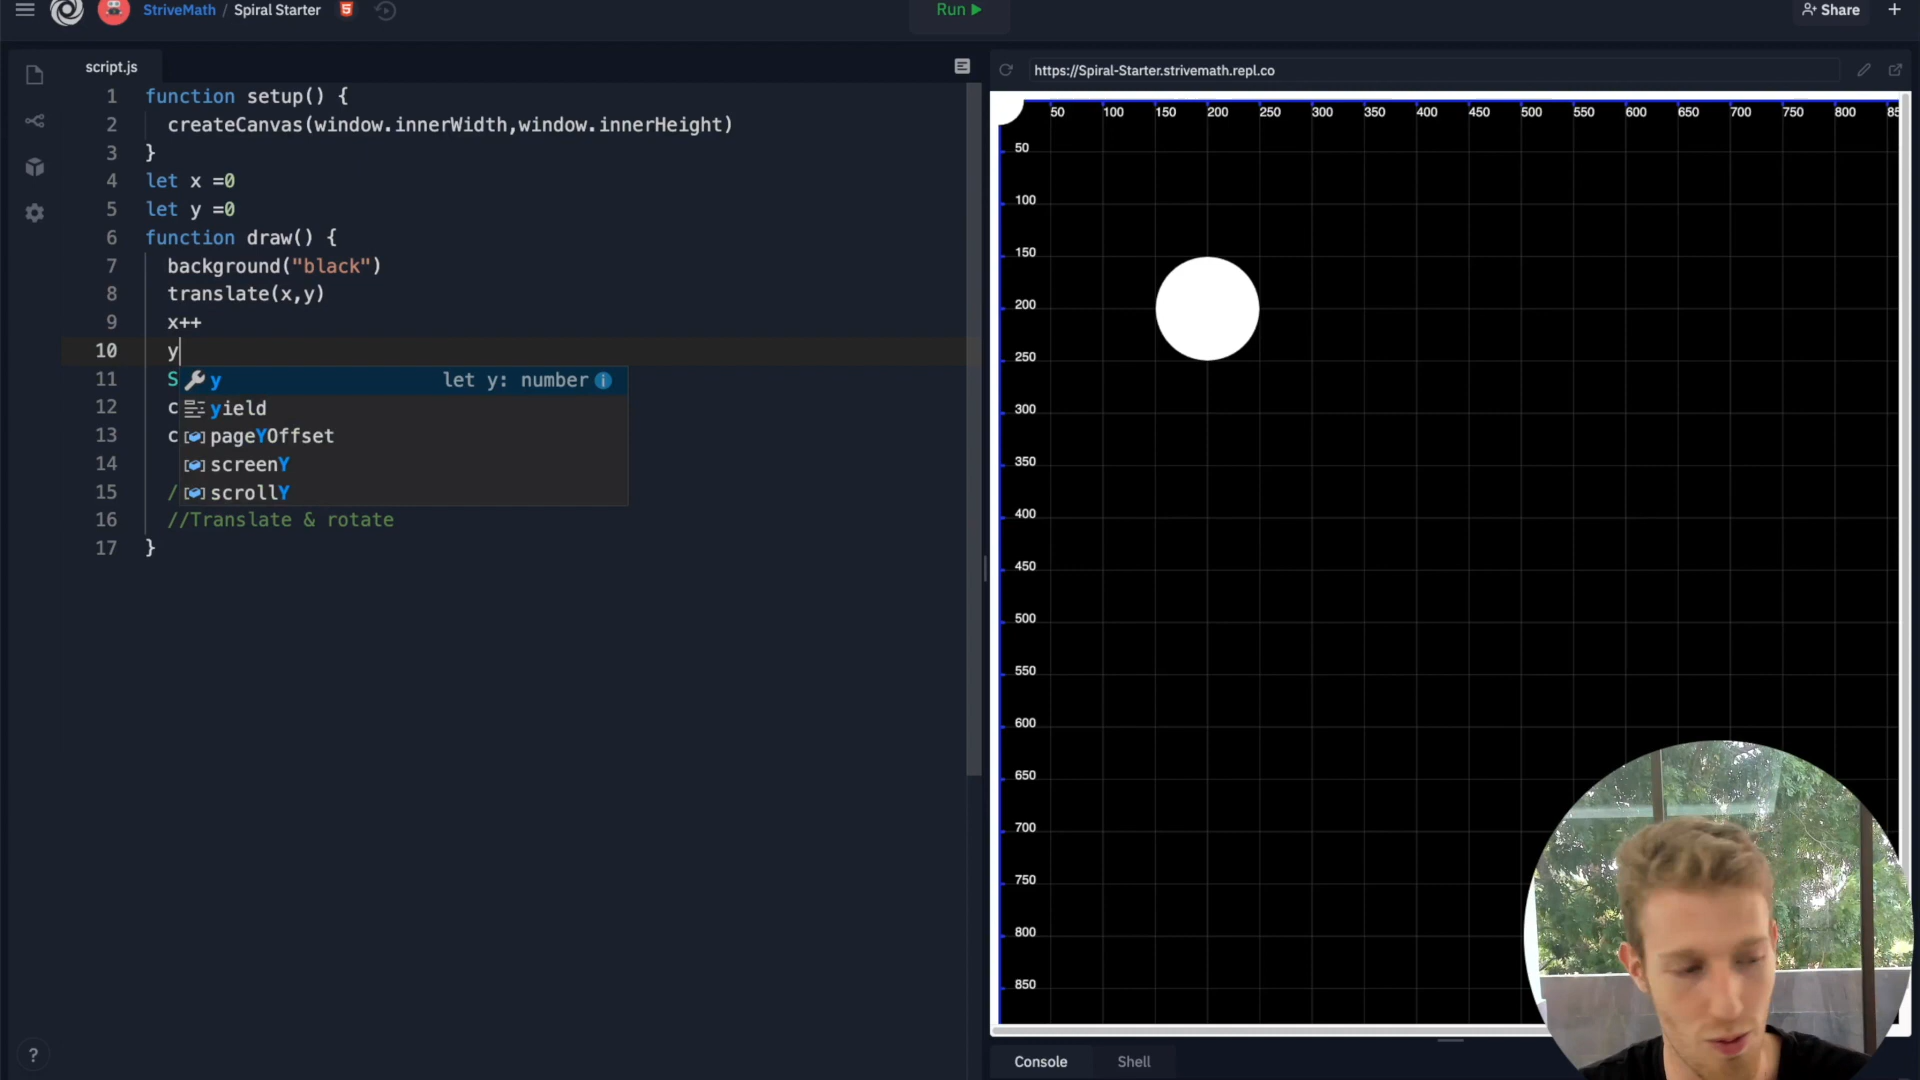 StriveMath / Spiral Starter
Run
Share
script.js
https://Spiral-Starter.strivemath.repl.co
1 function setup() {
2 createCanvas(window.innerWidth,window.innerHeight)
3 }
4 let x =0
5 let y =0
6 function draw() {
7 background("black")
8 translate(x,y)
9 x++
10 y
11 S
12 c
13 c
14
15 /
16 //Translate & rotate
17 }
y let y: number
yield
pageYOffset
screenY
scrollY
50 100 150 200 250 300 350 400 450 500 550 600 650 700 750 800 85
50
100
150
200
250
300
350
400
450
500
550
600
650
700
750
800
850
Console Shell
?